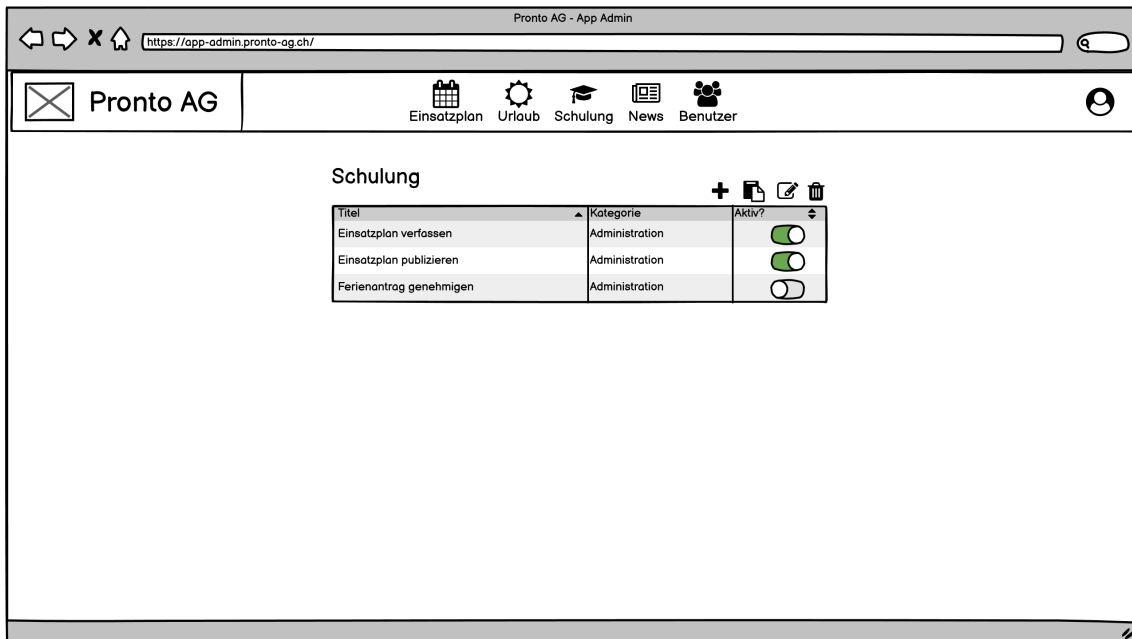 Pronto AG - App Admin
https://app-admin.pronto-ag.ch/
Pronto AG
Einsatzplan Urlaub Schulung News Benutzer
Schulung
Titel Kategorie Aktiv?
Einsatzplan verfassen Administration
Einsatzplan publizieren Administration
Ferienantrag genehmigen Administration